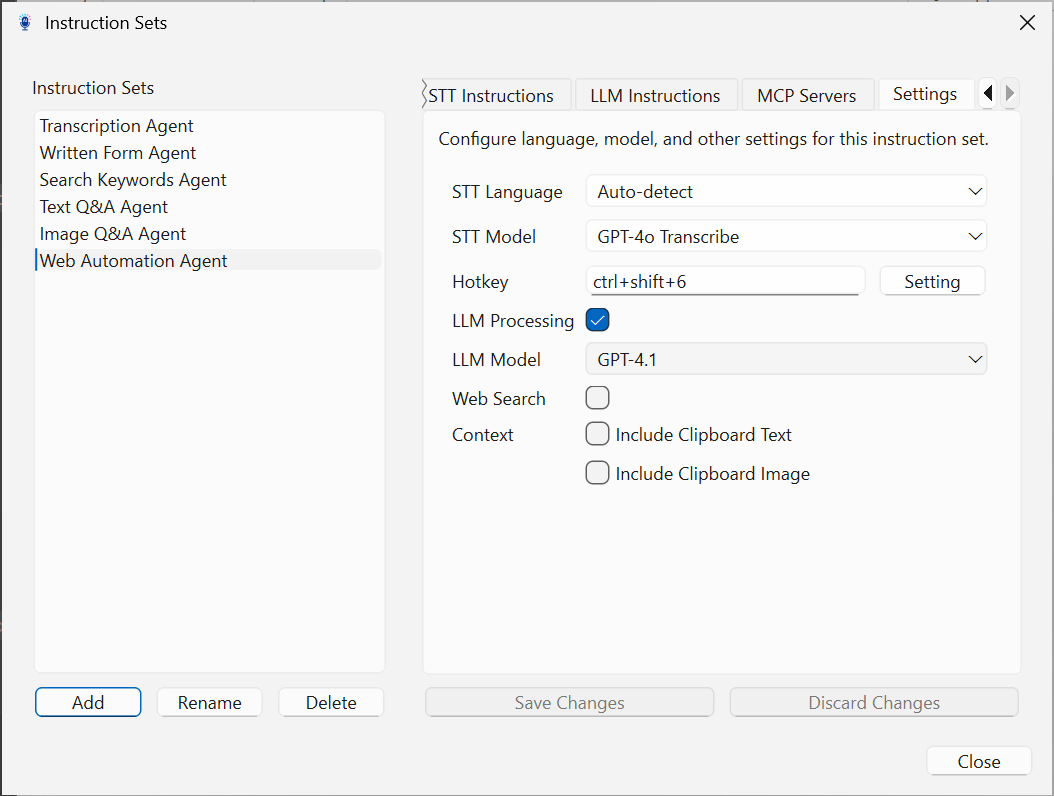 Instruction Sets
Instruction Sets
Transcription Agent
Written Form Agent
Search Keywords Agent
Text Q&A Agent
Image Q&A Agent
Web Automation Agent
Add
Rename
Delete
STT Instructions
LLM Instructions
MCP Servers
Settings
Configure language, model, and other settings for this instruction set.
STT Language
Auto-detect
STT Model
GPT-4o Transcribe
Hotkey
ctrl+shift+6
Setting
LLM Processing
LLM Model
GPT-4.1
Web Search
Context
Include Clipboard Text
Include Clipboard Image
Save Changes
Discard Changes
Close